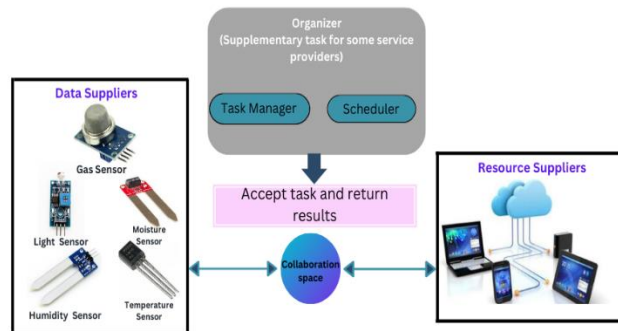 Organizer
(Supplementary task for some service
providers)
Task Manager
Scheduler
Data Suppliers
Gas Sensor
Light Sensor
Moisture
Sensor
Humidity Sensor
Temperature
Sensor
Accept task and return
results
Collaboration
space
Resource Suppliers